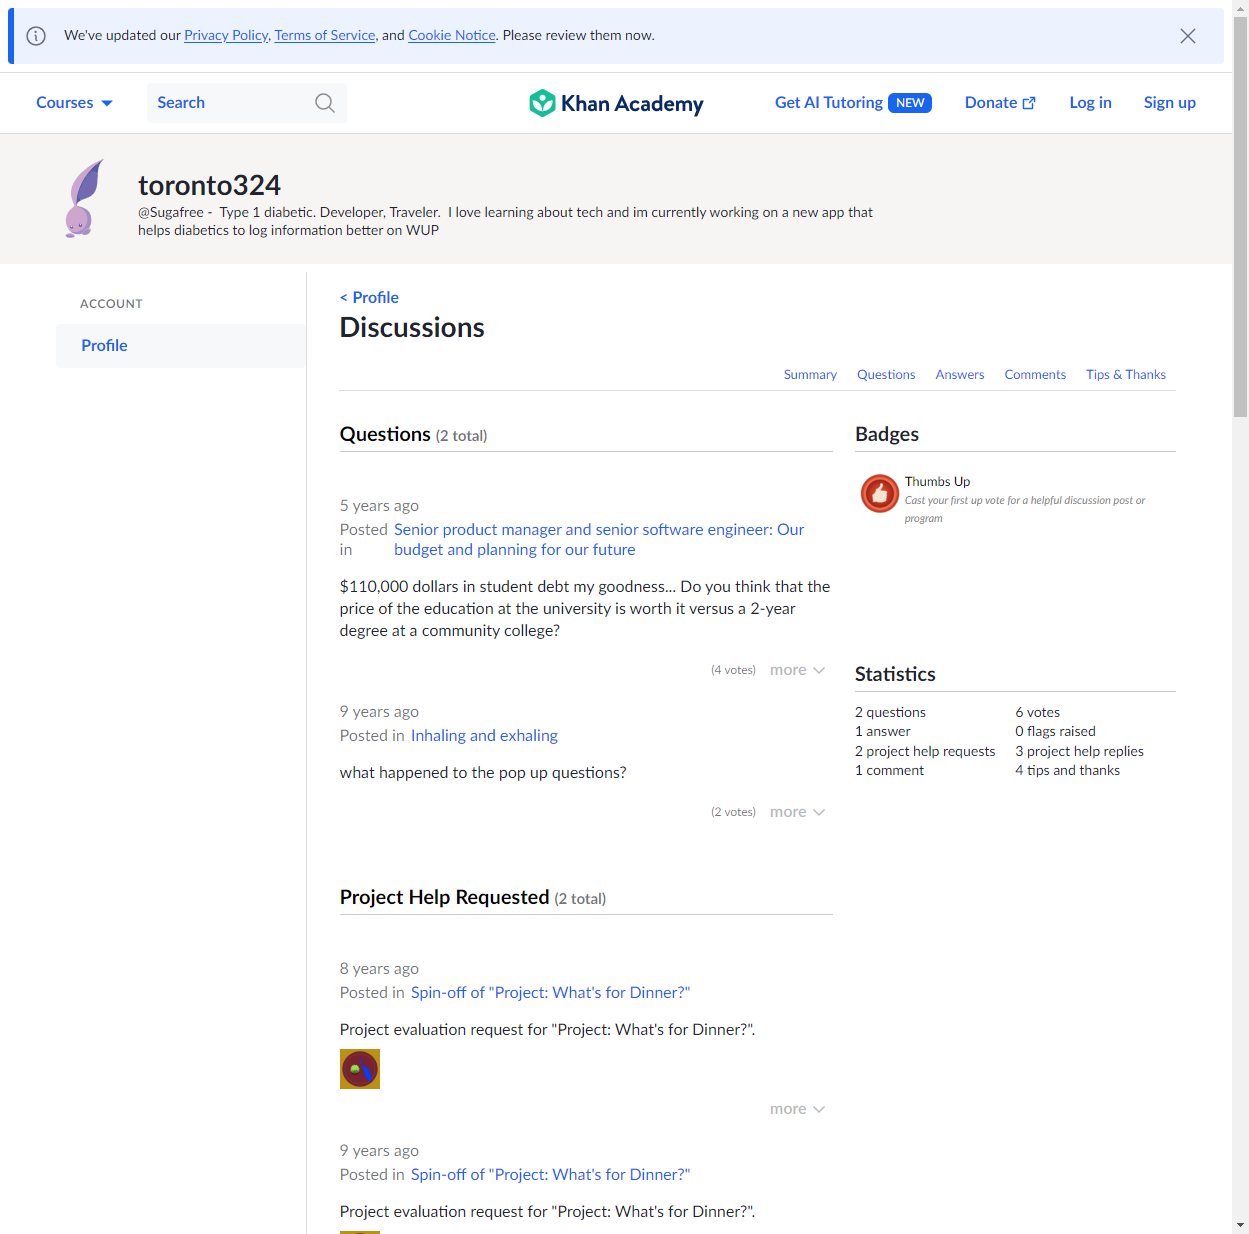 We've updated our Privacy Policy, Terms of Service, and Cookie Notice. Please review them now.
Courses
Search
Khan Academy
Get AI Tutoring NEW
Donate
Log in
Sign up
toronto324
@Sugafree - Type 1 diabetic. Developer, Traveler. I love learning about tech and im currently working on a new app that
helps diabetics to log information better on WUP
ACCOUNT
Profile
< Profile
Discussions
Summary
Questions
Answers
Comments
Tips & Thanks
Questions (2 total)
5 years ago
Posted in
Senior product manager and senior software engineer: Our
budget and planning for our future
$110,000 dollars in student debt my goodness... Do you think that the
price of the education at the university is worth it versus a 2-year
degree at a community college?
(4 votes) more
9 years ago
Posted in Inhaling and exhaling
what happened to the pop up questions?
(2 votes) more
Project Help Requested (2 total)
8 years ago
Posted in Spin-off of "Project: What's for Dinner?"
Project evaluation request for "Project: What's for Dinner?".
more
9 years ago
Posted in Spin-off of "Project: What's for Dinner?"
Project evaluation request for "Project: What's for Dinner?".
Badges
Thumbs Up
Cast your first up vote for a helpful discussion post or
program
Statistics
2 questions
1 answer
2 project help requests
1 comment
6 votes
0 flags raised
3 project help replies
4 tips and thanks